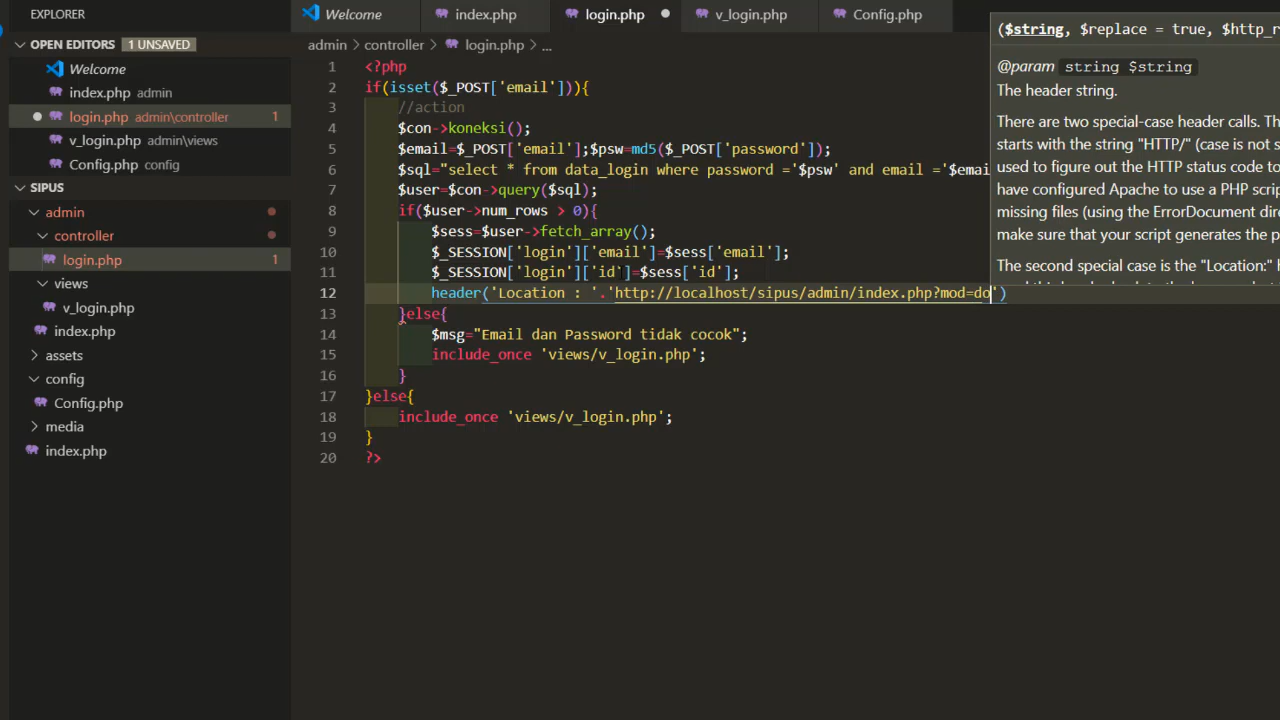 EXPLORER
OPEN EDITORS 1 UNSAVED
Welcome
index.php admin
login.php admin\controller 1
v_login.php admin\views
Config.php config
SIPUS
admin
controller
login.php 1
views
v_login.php
index.php
assets
config
Config.php
media
index.php
Welcome index.php login.php v_login.php Config.php
admin > controller > login.php > ...
1 <?php
2 if(isset($_POST['email'])){
3 //action
4 $con->koneksi();
5 $email=$_POST['email'];$psw=md5($_POST['password']);
6 $sql="select * from data_login where password ='$psw' and email ='$emai
7 $user=$con->query($sql);
8 if($user->num_rows > 0){
9 $sess=$user->fetch_array();
10 $_SESSION['login']['email']=$sess['email'];
11 $_SESSION['login']['id']=$sess['id'];
12 header('Location : '.'http://localhost/sipus/admin/index.php?mod=do')
13 }else{
14 $msg="Email dan Password tidak cocok";
15 include_once 'views/v_login.php';
16 }
17 }else{
18 include_once 'views/v_login.php';
19 }
20 ?>
($string, $replace = true, $http_r
@param string $string
The header string.
There are two special-case header calls. Th
starts with the string "HTTP/" (case is not s
used to figure out the HTTP status code to
have configured Apache to use a PHP scrip
missing files (using the ErrorDocument dire
make sure that your script generates the p
The second special case is the "Location:" h